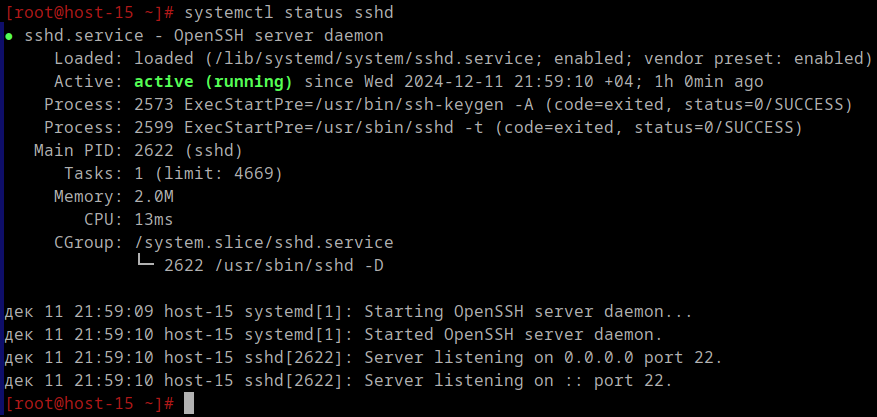 [root@host-15 ~]# systemctl status sshd
● sshd.service - OpenSSH server daemon
Loaded: loaded (/lib/systemd/system/sshd.service; enabled; vendor preset: enabled)
Active: active (running) since Wed 2024-12-11 21:59:10 +04; 1h 0min ago
Process: 2573 ExecStartPre=/usr/bin/ssh-keygen -A (code=exited, status=0/SUCCESS)
Process: 2599 ExecStartPre=/usr/sbin/sshd -t (code=exited, status=0/SUCCESS)
Main PID: 2622 (sshd)
Tasks: 1 (limit: 4669)
Memory: 2.0M
CPU: 13ms
CGroup: /system.slice/sshd.service
└─ 2622 /usr/sbin/sshd -D
дек 11 21:59:09 host-15 systemd[1]: Starting OpenSSH server daemon...
дек 11 21:59:10 host-15 systemd[1]: Started OpenSSH server daemon.
дек 11 21:59:10 host-15 sshd[2622]: Server listening on 0.0.0.0 port 22.
дек 11 21:59:10 host-15 sshd[2622]: Server listening on :: port 22.
[root@host-15 ~]#